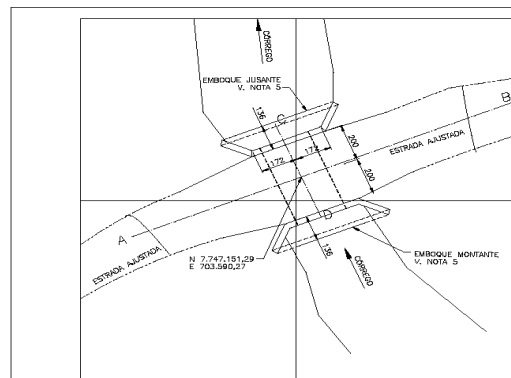 CÓRREGO
EMBOQUE JUSANTE
V. NOTA 5
136
C
B
172
172
200
ESTRADA AJUSTADA
200
A
D
ESTRADA AJUSTADA
136
N 7.747.151,29
E 703.590,27
EMBOQUE MONTANTE
V. NOTA 5
CÓRREGO